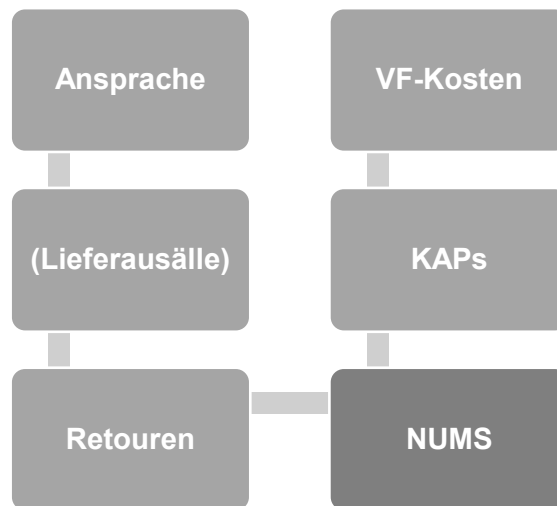 Ansprache
(Lieferausälle)
Retouren
NUMS
KAPs
VF-Kosten